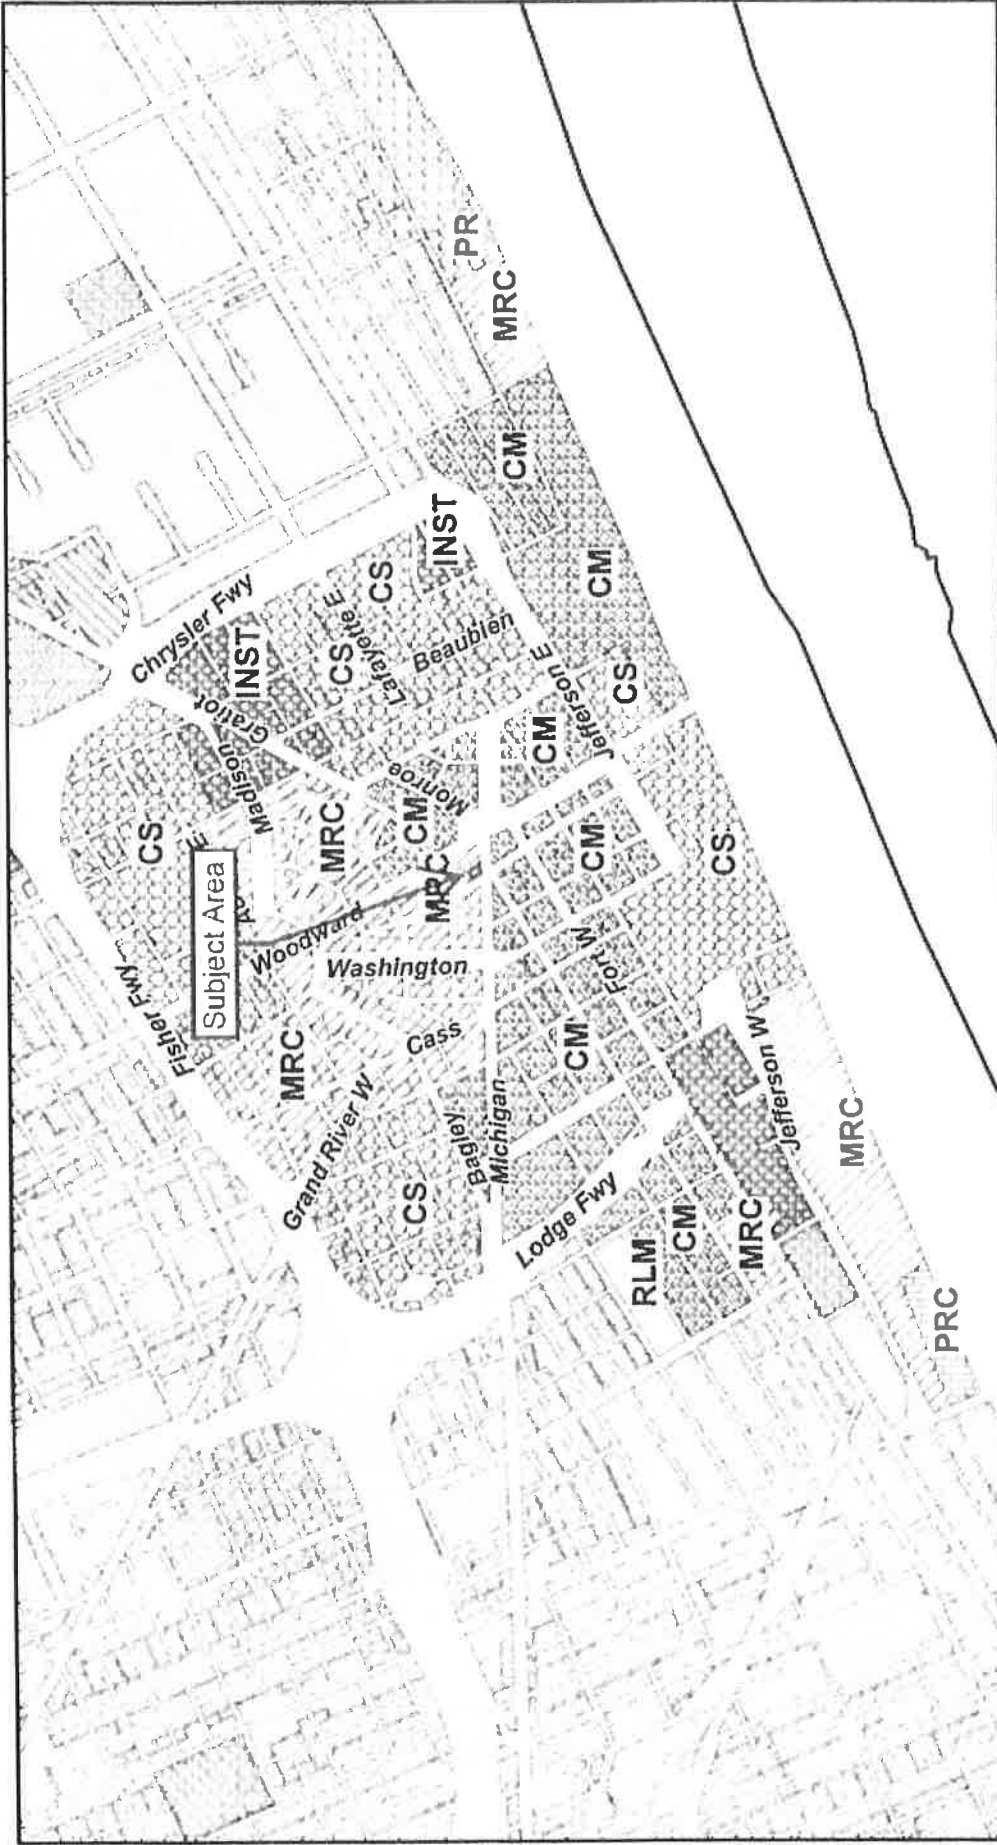 PR
MRC
CM
INST
CM
Chrysler Fwy
CS
INST
Lafayette E
CS
Beaubien
Gratiot
CS
Jefferson E
Madison
CM
Monroe
CS
E
MRC
CM
CM
CS
Subject Area
MRC
Woodward
Washington
Fort W
Fisher Fwy
MRC
Cass
CM
Jefferson W
Grand River W
Bagley
Michigan
MRC
CS
Lodge Fwy
CM
MRC
RLM
PRC